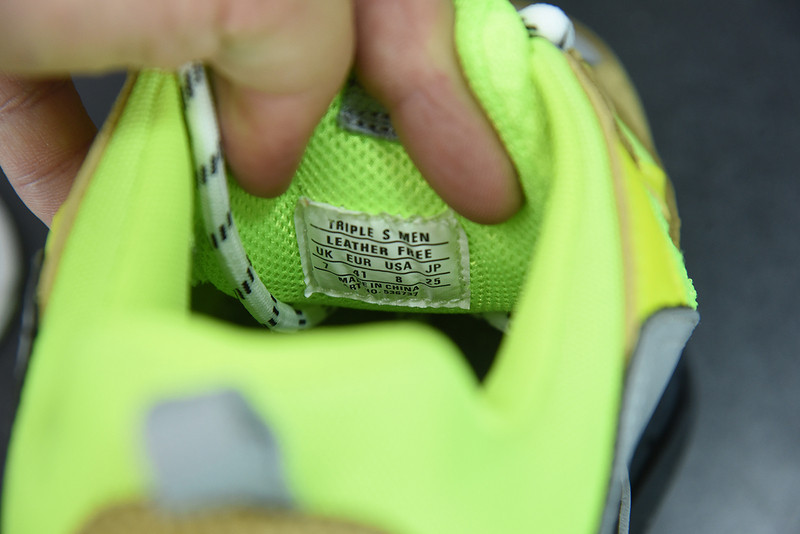 TRIPLE S MEN
LEATHER FREE
UK EUR USA JP
7 41 8 25
MADE IN CHINA